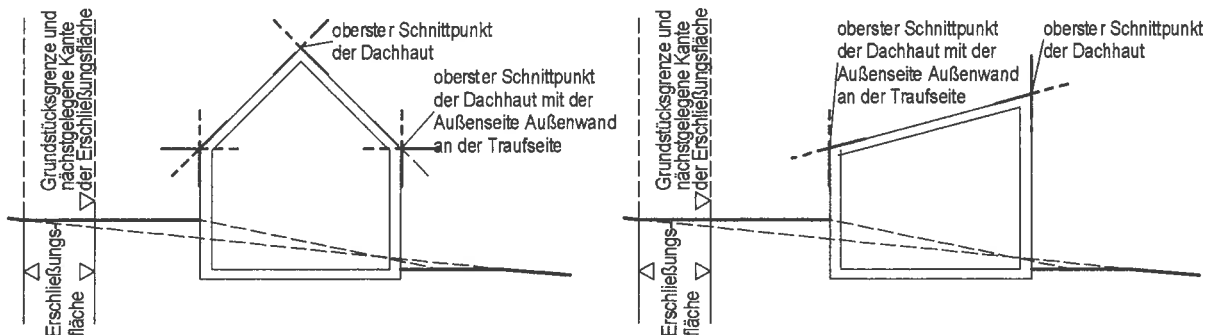 Grundstücksgrenze und
nächstgelegene Kante
der Erschließungsfläche
Erschließungs-
fläche
oberster Schnittpunkt
der Dachhaut
oberster Schnittpunkt
der Dachhaut mit der
Außenseite Außenwand
an der Traufseite
Grundstücksgrenze und
nächstgelegene Kante
der Erschließungsfläche
Erschließungs-
fläche
oberster Schnittpunkt
der Dachhaut mit der
Außenseite Außenwand
an der Traufseite
oberster Schnittpunkt
der Dachhaut